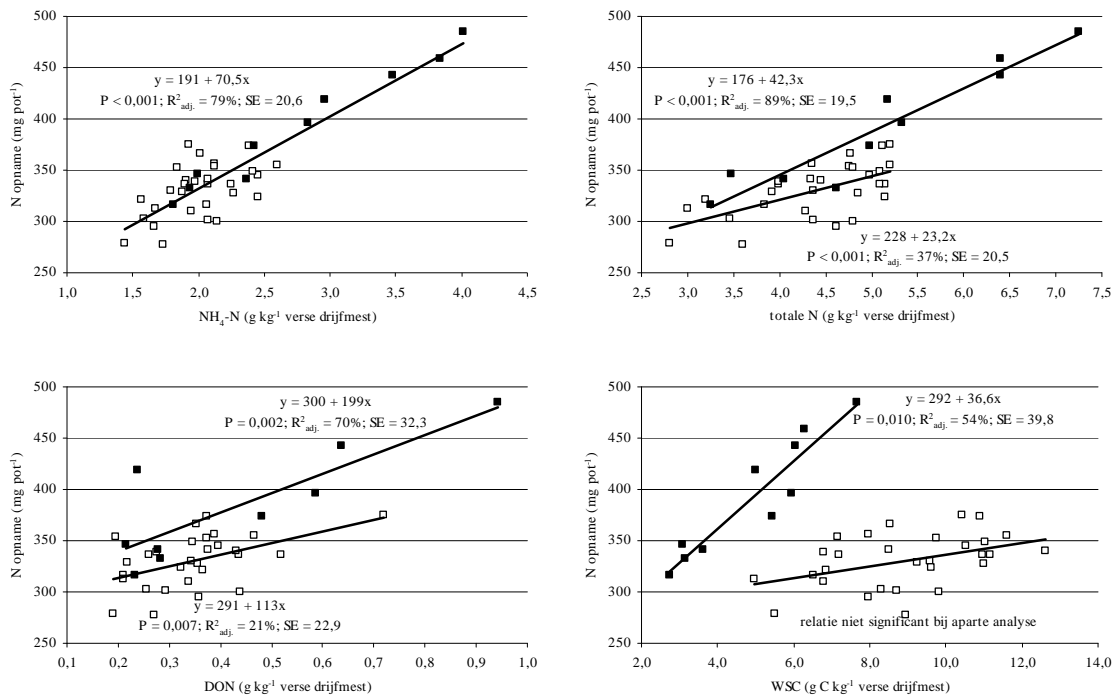 500
450
400
350
300
250
N opname (mg pot⁻¹)
y = 191 + 70,5x
P < 0,001; R²adj. = 79%; SE = 20,6
1,0 1,5 2,0 2,5 3,0 3,5 4,0 4,5
NH₄-N (g kg⁻¹ verse drijfmest)
500
450
400
350
300
250
N opname (mg pot⁻¹)
y = 176 + 42,3x
P < 0,001; R²adj. = 89%; SE = 19,5
y = 228 + 23,2x
P < 0,001; R²adj. = 37%; SE = 20,5
2,5 3,0 3,5 4,0 4,5 5,0 5,5 6,0 6,5 7,0 7,5
totale N (g kg⁻¹ verse drijfmest)
500
450
400
350
300
250
N opname (mg pot⁻¹)
y = 300 + 199x
P = 0,002; R²adj. = 70%; SE = 32,3
y = 291 + 113x
P = 0,007; R²adj. = 21%; SE = 22,9
0,1 0,2 0,3 0,4 0,5 0,6 0,7 0,8 0,9 1,0
DON (g kg⁻¹ verse drijfmest)
500
450
400
350
300
250
N opname (mg pot⁻¹)
y = 292 + 36,6x
P = 0,010; R²adj. = 54%; SE = 39,8
relatie niet significant bij aparte analyse
2,0 4,0 6,0 8,0 10,0 12,0 14,0
WSC (g C kg⁻¹ verse drijfmest)